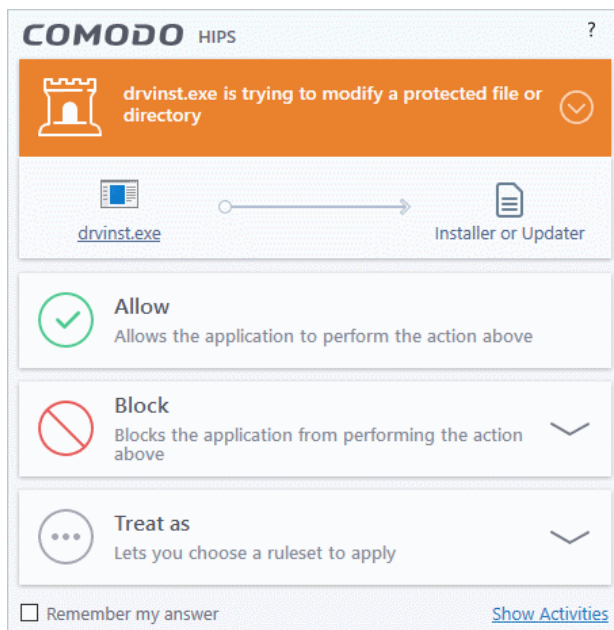 COMODO HIPS ?
drvinst.exe is trying to modify a protected file or
directory
drvinst.exe
Installer or Updater
Allow
Allows the application to perform the action above
Block
Blocks the application from performing the action
above
Treat as
Lets you choose a ruleset to apply
Remember my answer
Show Activities